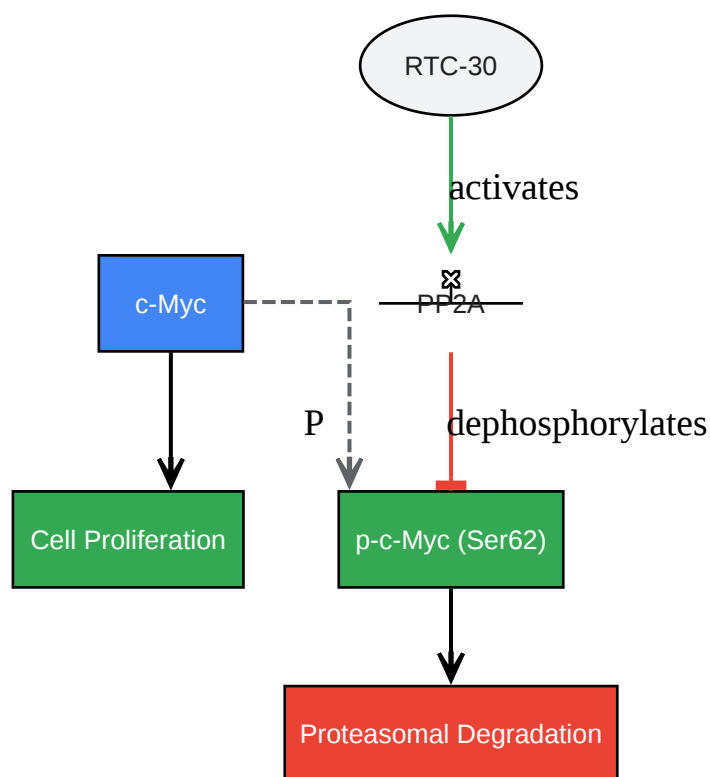 RTC-30
activates
c-Myc
PP2A
P
dephosphorylates
Cell Proliferation
p-c-Myc (Ser62)
Proteasomal Degradation